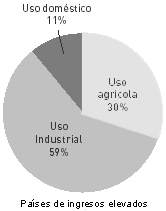 Uso doméstico
11%
Uso
agrícola
30%
Uso
Industrial
59%
Países de ingresos elevados